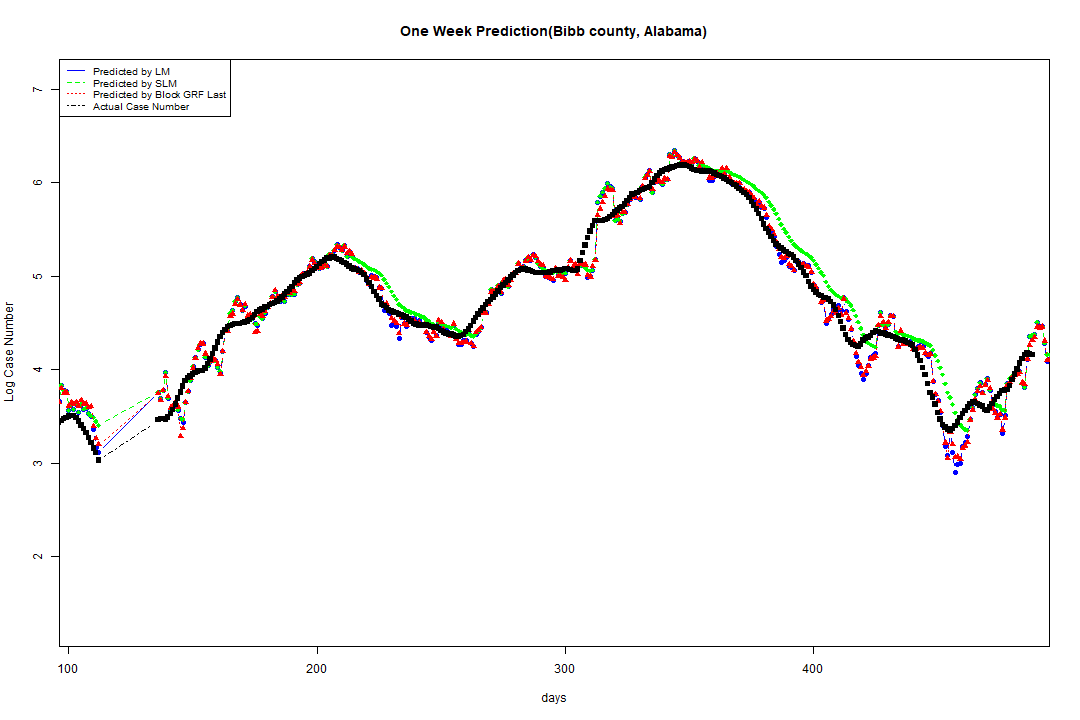 One Week Prediction(Bibb county, Alabama)
Predicted by LM
Predicted by SLM
Predicted by Block GRF Last
Actual Case Number
7
6
5
4
3
2
Log Case Number
100 200 300 400
days